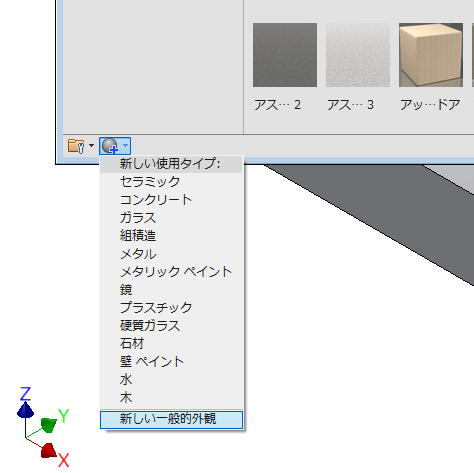 アス… 2
アス… 3
アッ…ドア
新しい使用タイプ:
セラミック
コンクリート
ガラス
組積造
メタル
メタリック ペイント
鏡
プラスチック
硬質ガラス
石材
壁 ペイント
水
木
新しい一般的外観
Z
Y
X